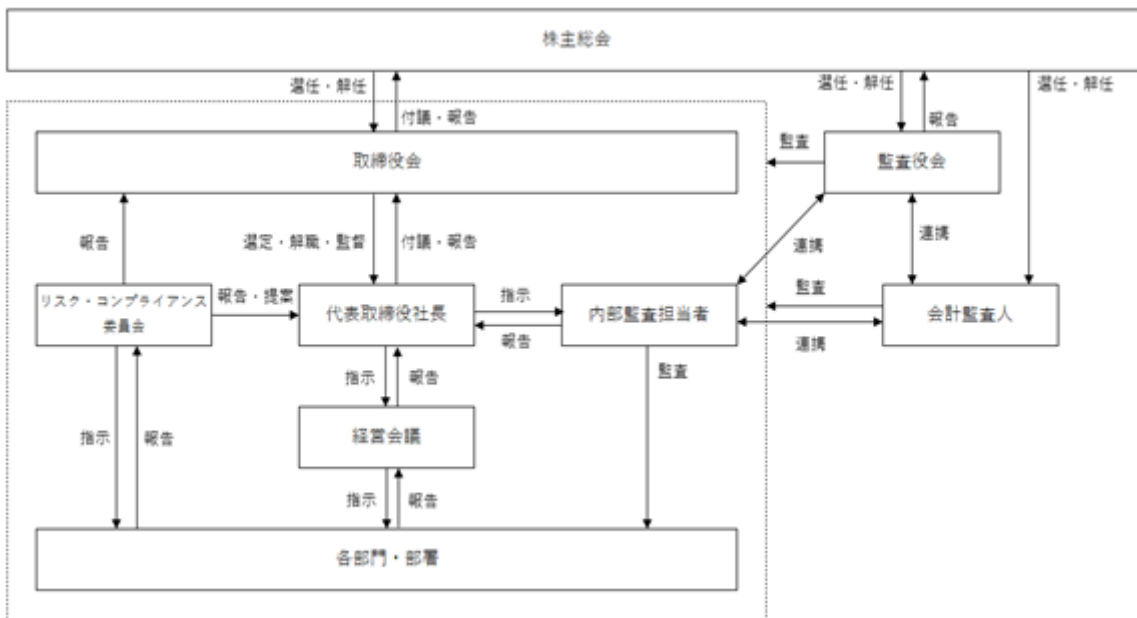 株主総会
選任・解任
付議・報告
選任・解任
報告
選任・解任
取締役会
監査
監査役会
報告
選定・解職・監督
付議・報告
連携
連携
リスク・コンプライアンス
委員会
報告・提案
代表取締役社長
指示
報告
内部監査担当者
監査
連携
会計監査人
指示
報告
監査
経営会議
指示
報告
指示
報告
各部門・部署